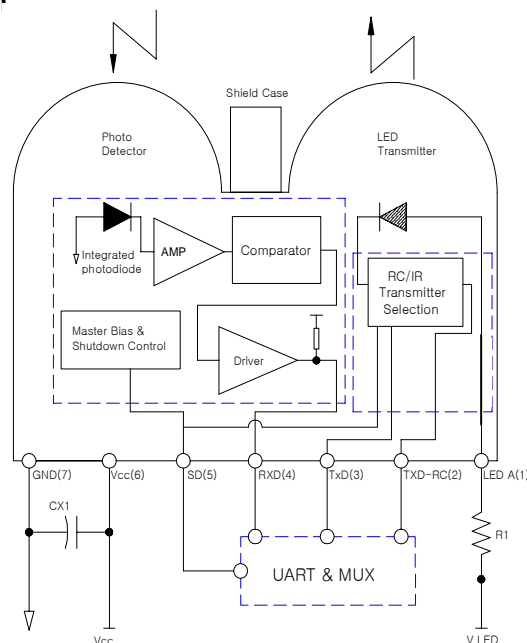 Shield Case
Photo
Detector
LED
Transmitter
Integrated
photodiode
AMP
Comparator
RC/IR
Transmitter
Selection
Master Bias &
Shutdown Control
Driver
GND(7)
Vcc(6)
SD(5)
RXD(4)
TxD(3)
TXD-RC(2)
LED A(1)
CX1
R1
UART & MUX
Vcc
V LED